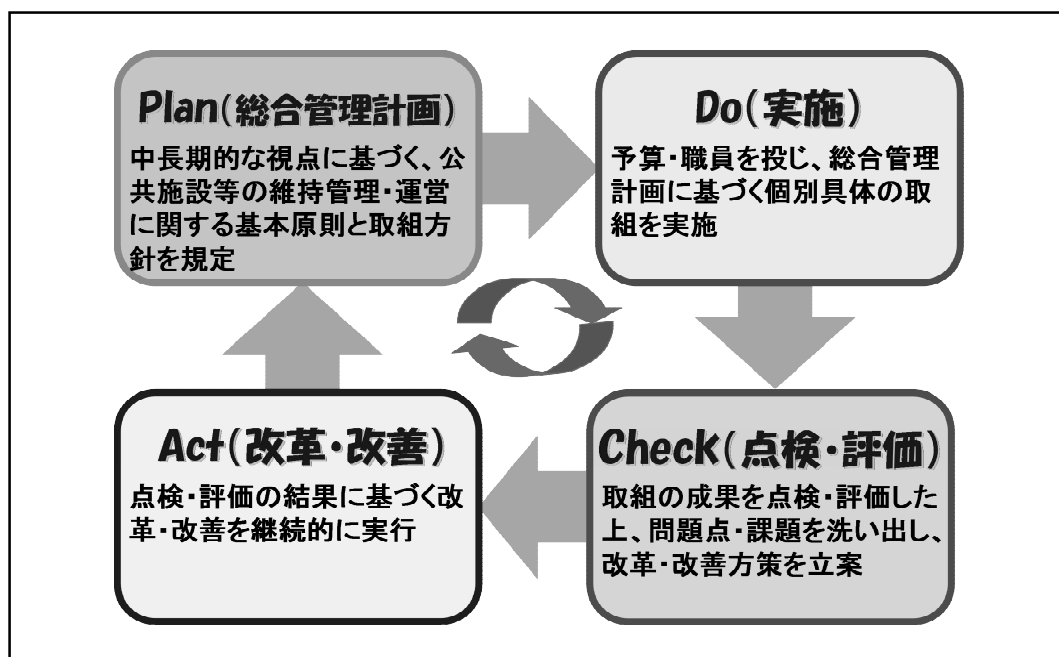 Plan(総合管理計画)
中長期的な視点に基づく、公
共施設等の維持管理・運営
に関する基本原則と取組方
針を規定
Do(実施)
予算・職員を投じ、総合管理
計画に基づく個別具体の取
組を実施
Check(点検・評価)
取組の成果を点検・評価した
上、問題点・課題を洗い出し、
改革・改善方策を立案
Act(改革・改善)
点検・評価の結果に基づく改
革・改善を継続的に実行